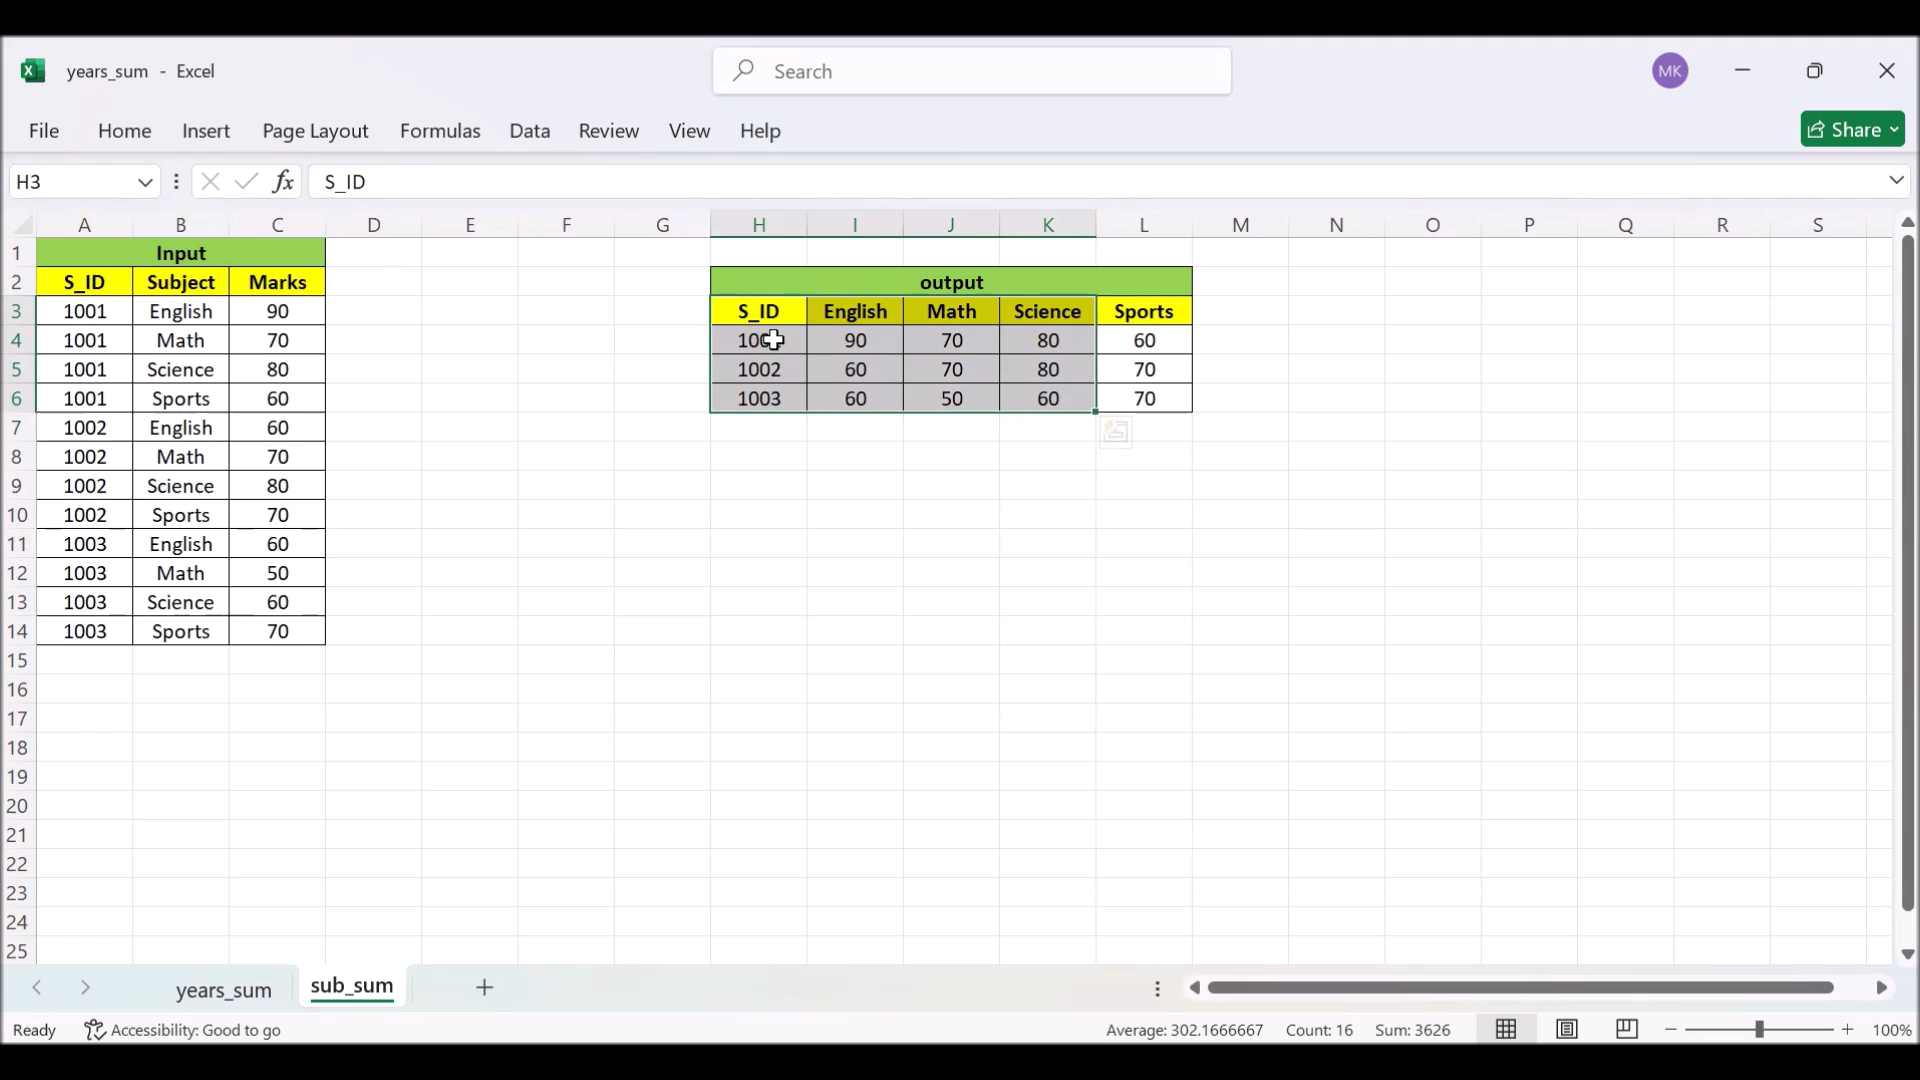 years_sum - Excel
Search
MK
File Home Insert Page Layout Formulas Data Review View Help
Share
H3
fx S_ID
A B C D E F G H I J K L M N O P Q R S
1 Input
2 S_ID Subject Marks output
3 1001 English 90 S_ID English Math Science Sports
4 1001 Math 70 90 70 80 60
5 1001 Science 80 1002 60 70 80 70
6 1001 Sports 60 1003 60 50 60 70
7 1002 English 60
8 1002 Math 70
9 1002 Science 80
10 1002 Sports 70
11 1003 English 60
12 1003 Math 50
13 1003 Science 60
14 1003 Sports 70
15
16
17
18
19
20
21
22
23
24
25
years_sum sub_sum
Ready Accessibility: Good to go Average: 302.1666667 Count: 16 Sum: 3626 100%